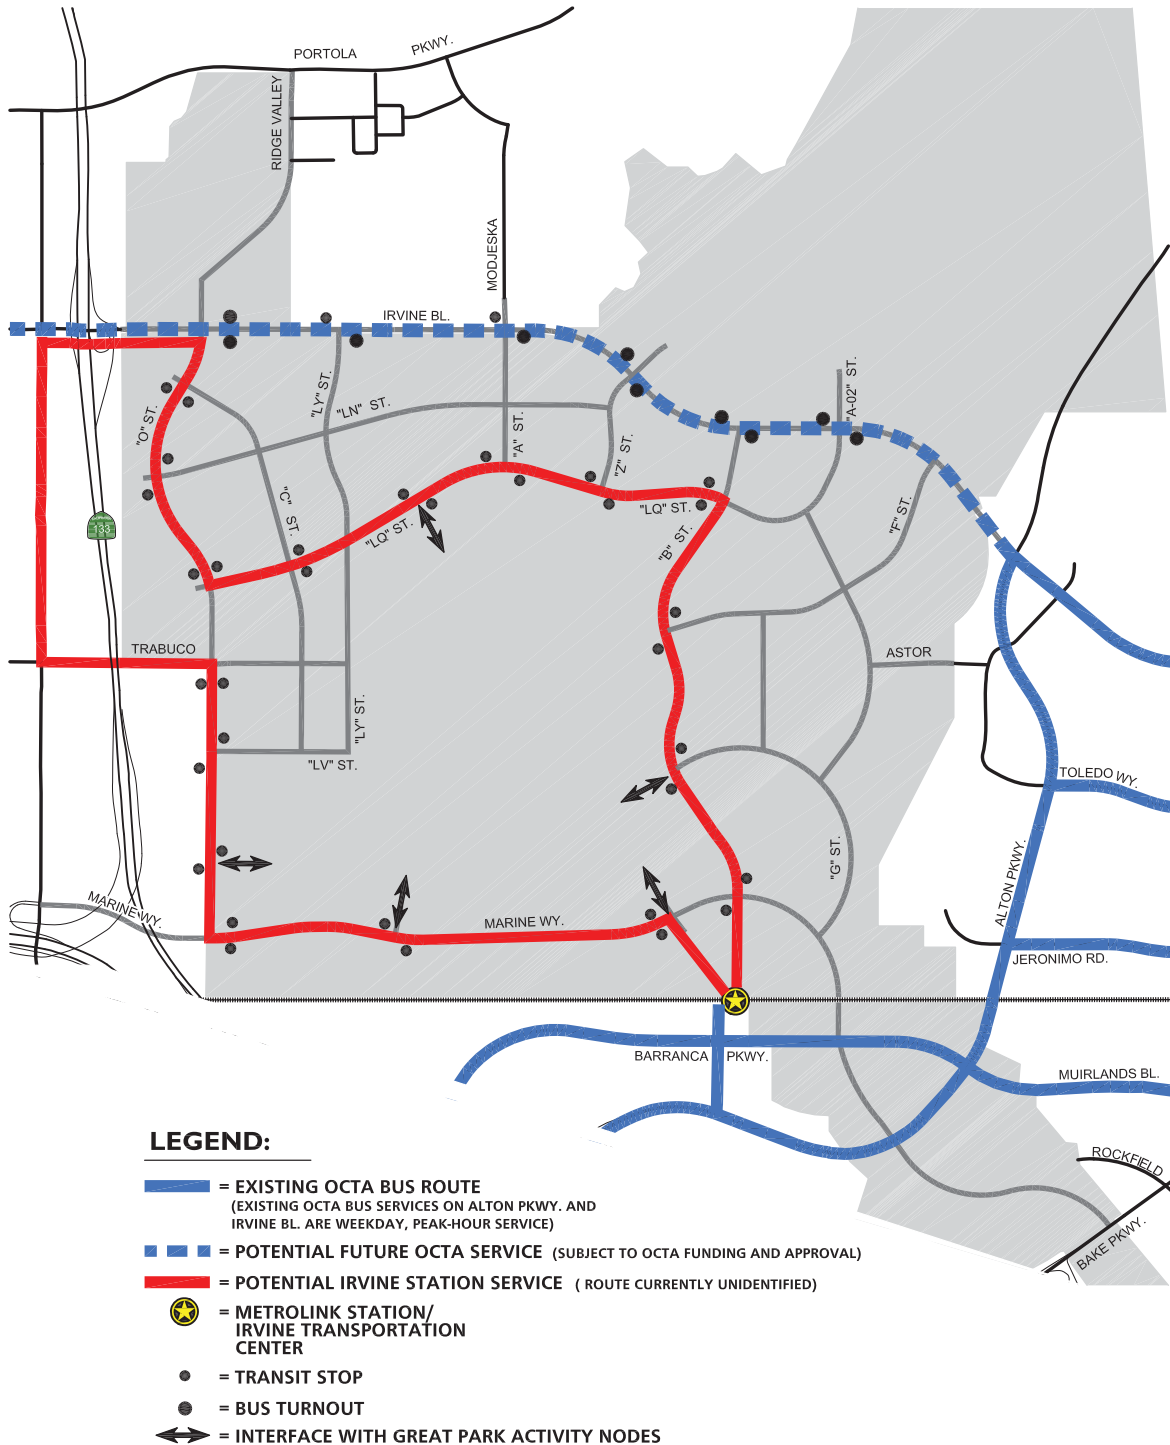 PORTOLA
PKWY.
RIDGE VALLEY
MODJESKA
IRVINE BL.
"LY" ST.
"LN" ST.
"O" ST.
"A" ST.
"Z" ST.
"A-02" ST.
"C" ST.
"LQ" ST.
"LQ" ST.
"B" ST.
"F" ST.
133
TRABUCO
ASTOR
"LY" ST.
"LV" ST.
TOLEDO WY.
"G" ST.
ALTON PKWY.
MARINE WY.
MARINE WY.
JERONIMO RD.
BARRANCA PKWY.
MUIRLANDS BL.
ROCKFIELD
BAKE PKWY.
LEGEND:
= EXISTING OCTA BUS ROUTE
(EXISTING OCTA BUS SERVICES ON ALTON PKWY. AND
IRVINE BL. ARE WEEKDAY, PEAK-HOUR SERVICE)
= POTENTIAL FUTURE OCTA SERVICE (SUBJECT TO OCTA FUNDING AND APPROVAL)
= POTENTIAL IRVINE STATION SERVICE ( ROUTE CURRENTLY UNIDENTIFIED)
= METROLINK STATION/
IRVINE TRANSPORTATION
CENTER
= TRANSIT STOP
= BUS TURNOUT
= INTERFACE WITH GREAT PARK ACTIVITY NODES